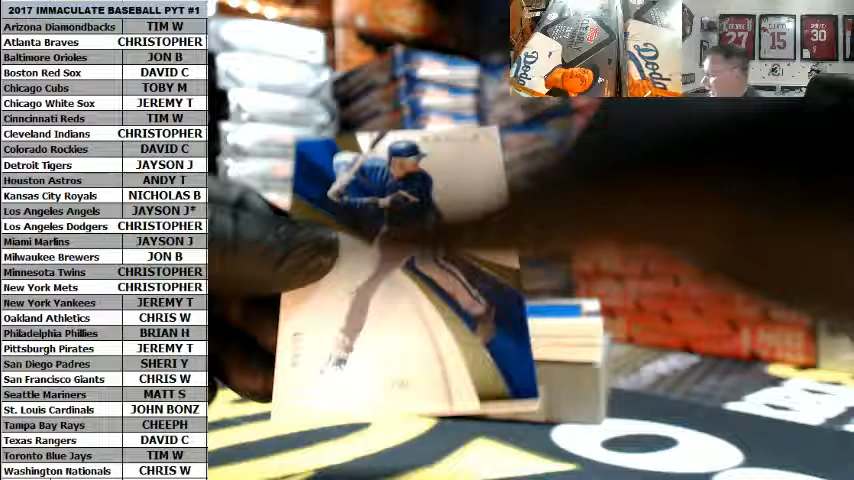 2017 IMMACULATE BASEBALL PYT #1
Arizona Diamondbacks TIM W
Atlanta Braves CHRISTOPHER
Baltimore Orioles JON B
Boston Red Sox DAVID C
Chicago Cubs TOBY M
Chicago White Sox JEREMY T
Cinncinati Reds TIM W
Cleveland Indians CHRISTOPHER
Colorado Rockies DAVID C
Detroit Tigers JAYSON J
Houston Astros ANDY T
Kansas City Royals NICHOLAS B
Los Angeles Angels JAYSON J*
Los Angeles Dodgers CHRISTOPHER
Miami Marlins JAYSON J
Milwaukee Brewers JON B
Minnesota Twins CHRISTOPHER
New York Mets CHRISTOPHER
New York Yankees JEREMY T
Oakland Athletics CHRIS W
Philadelphia Phillies BRIAN H
Pittsburgh Pirates JEREMY T
San Diego Padres SHERI Y
San Francisco Giants CHRIS W
Seattle Mariners MATT S
St. Louis Cardinals JOHN BONZ
Tampa Bay Rays CHEEPH
Texas Rangers DAVID C
Toronto Blue Jays TIM W
Washington Nationals CHRIS W
27
15
30